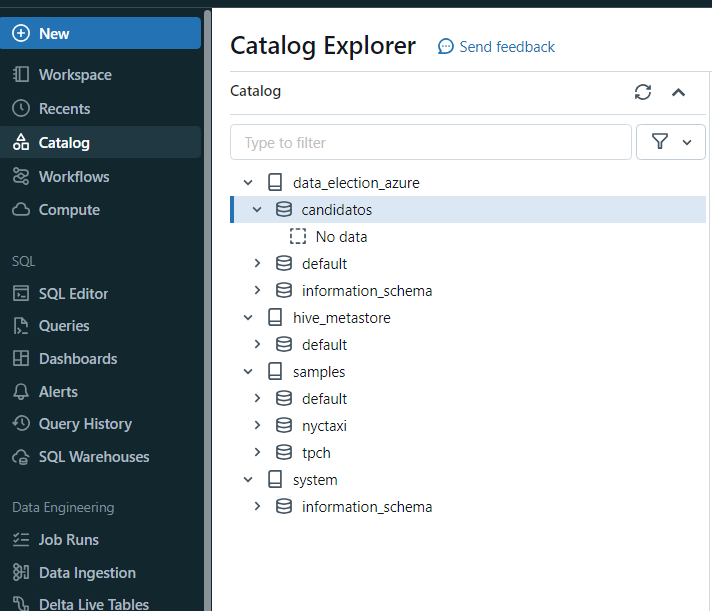 New
Workspace
Recents
Catalog
Workflows
Compute
SQL
SQL Editor
Queries
Dashboards
Alerts
Query History
SQL Warehouses
Data Engineering
Job Runs
Data Ingestion
Delta Live Tables
Catalog Explorer Send feedback
Catalog
Type to filter
data_election_azure
candidatos
No data
default
information_schema
hive_metastore
default
samples
default
nyctaxi
tpch
system
information_schema